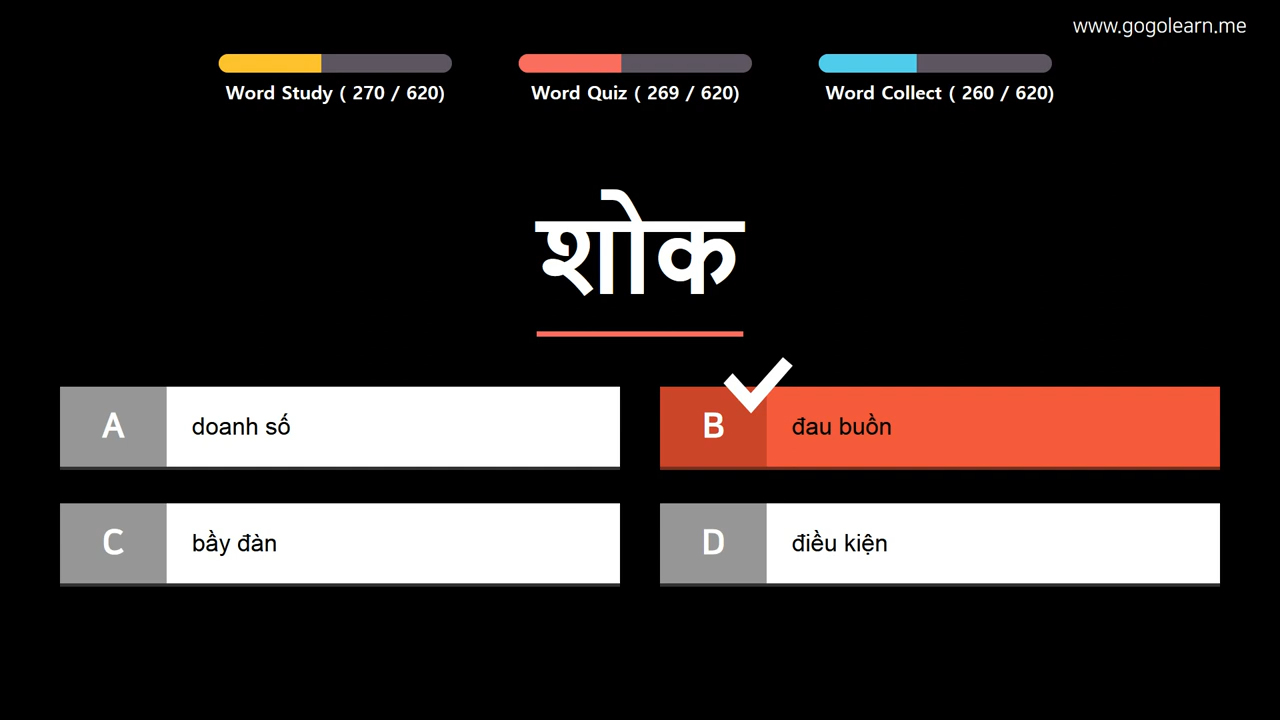 www.gogolearn.me
Word Study ( 270 / 620)
Word Quiz ( 269 / 620)
Word Collect ( 260 / 620)
शोक
A doanh số
B đau buồn
C bầy đàn
D điều kiện